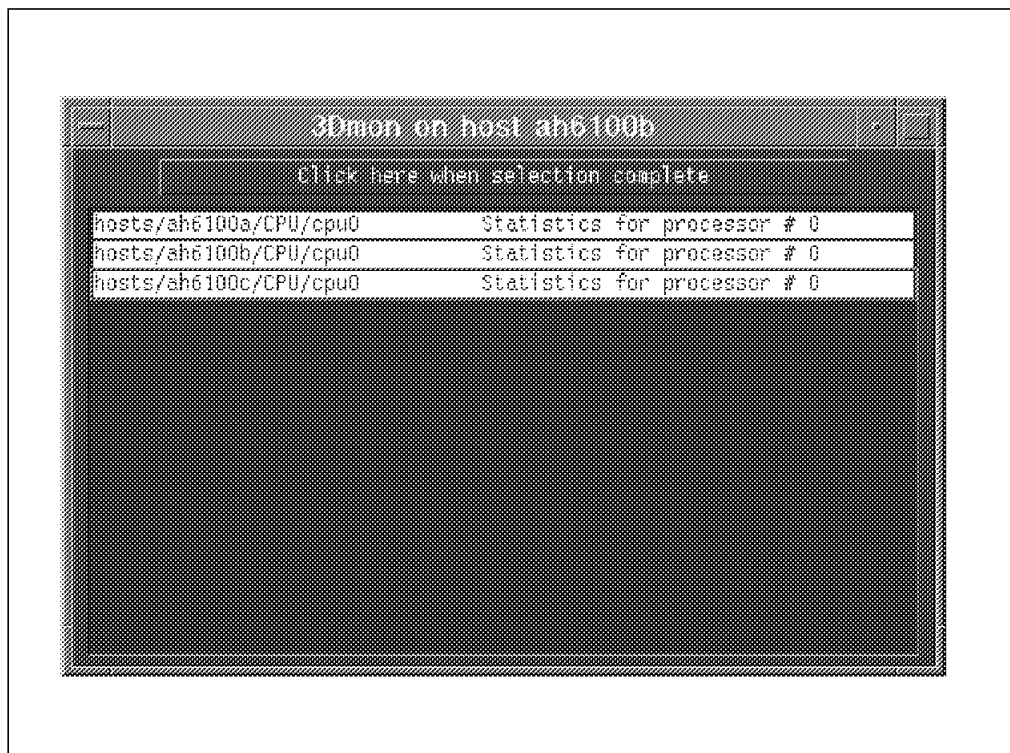 3Dmon on host ah6100b
Click here when selection complete
hosts/ah6100a/CPU/cpu0 Statistics for processor # 0
hosts/ah6100b/CPU/cpu0 Statistics for processor # 0
hosts/ah6100c/CPU/cpu0 Statistics for processor # 0